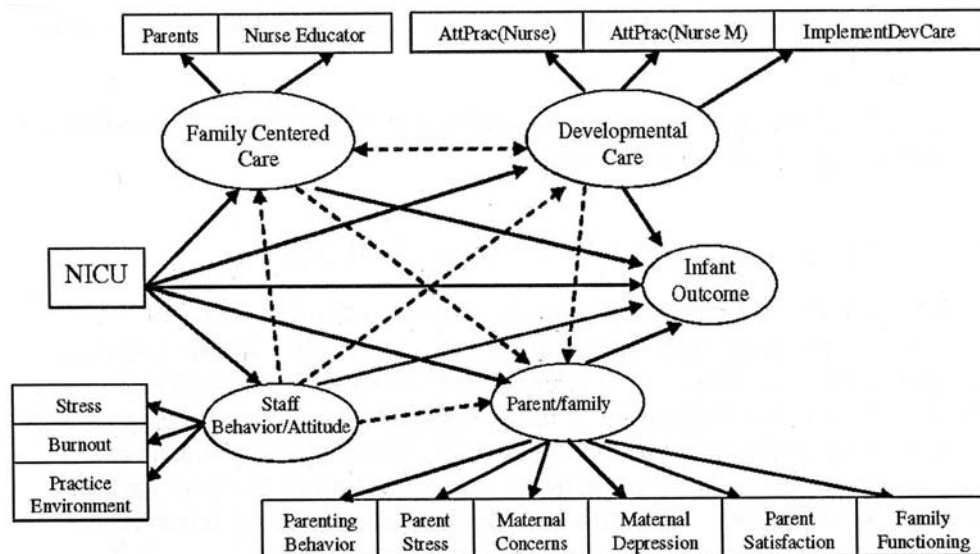 Parents
Nurse Educator
AttPrac(Nurse)
AttPrac(Nurse M)
ImplementDevCare
Family Centered
Care
Developmental
Care
NICU
Infant
Outcome
Staff
Behavior/Attitude
Parent/family
Stress
Burnout
Practice
Environment
Parenting
Behavior
Parent
Stress
Maternal
Concerns
Maternal
Depression
Parent
Satisfaction
Family
Functioning